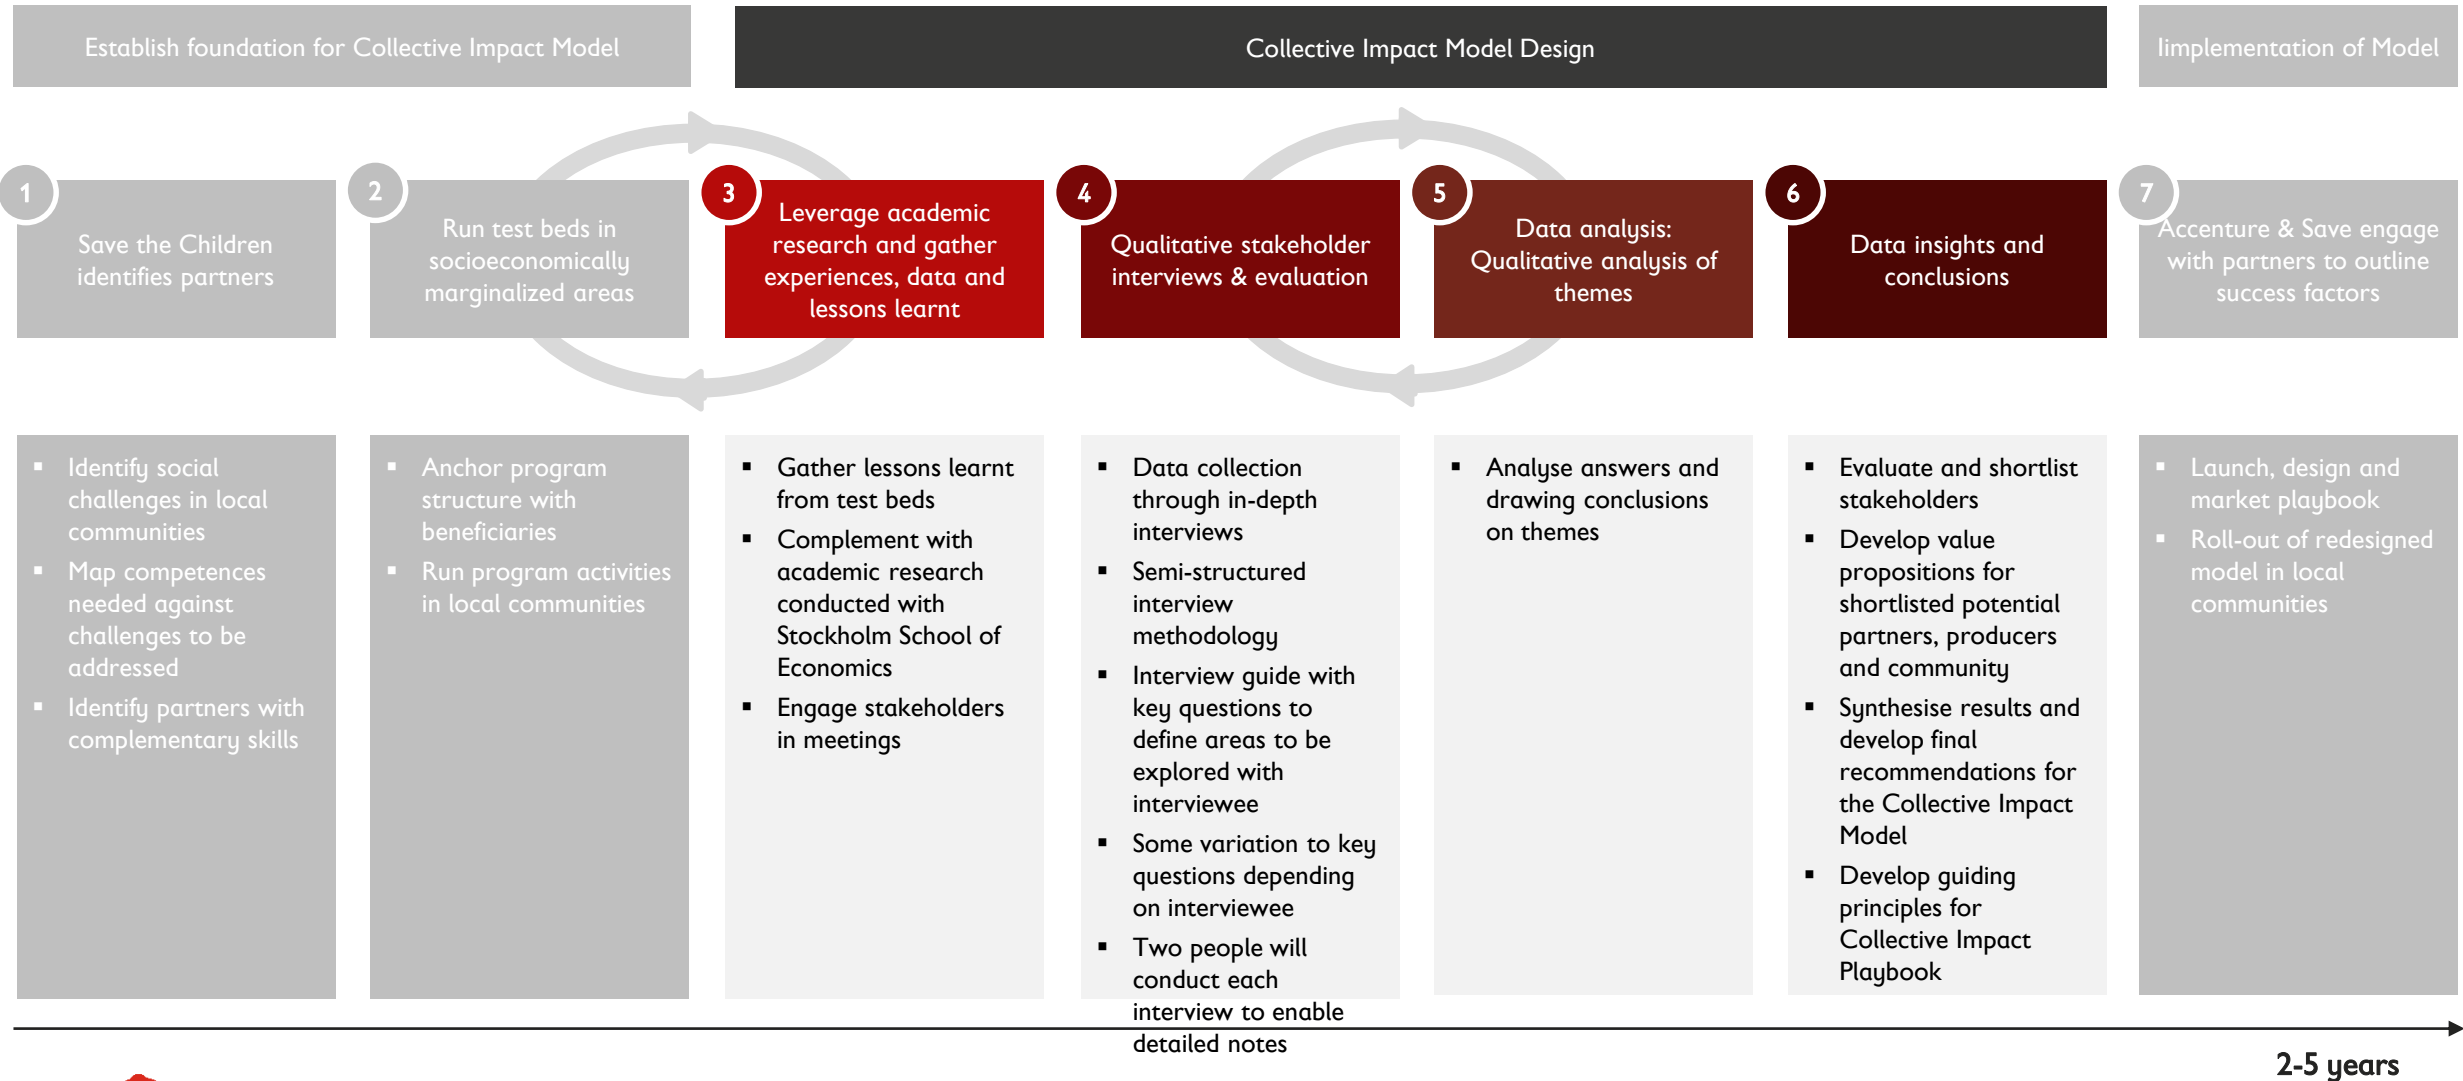 Establish foundation for Collective Impact Model
Collective Impact Model Design
Iimplementation of Model
1
Save the Children
identifies partners
2
Run test beds in
socioeconomically
marginalized areas
3
Leverage academic
research and gather
experiences, data and
lessons learnt
4
Qualitative stakeholder
interviews & evaluation
5
Data analysis:
Qualitative analysis of
themes
6
Data insights and
conclusions
7
Accenture & Save engage
with partners to outline
success factors
▪ Identify social
challenges in local
communities
▪ Map competences
needed against
challenges to be
addressed
▪ Identify partners with
complementary skills
▪ Anchor program
structure with
beneficiaries
▪ Run program activities
in local communities
▪ Gather lessons learnt
from test beds
▪ Complement with
academic research
conducted with
Stockholm School of
Economics
▪ Engage stakeholders
in meetings
▪ Data collection
through in-depth
interviews
▪ Semi-structured
interview
methodology
▪ Interview guide with
key questions to
define areas to be
explored with
interviewee
▪ Some variation to key
questions depending
on interviewee
▪ Two people will
conduct each
interview to enable
detailed notes
▪ Analyse answers and
drawing conclusions
on themes
▪ Evaluate and shortlist
stakeholders
▪ Develop value
propositions for
shortlisted potential
partners, producers
and community
▪ Synthesise results and
develop final
recommendations for
the Collective Impact
Model
▪ Develop guiding
principles for
Collective Impact
Playbook
▪ Launch, design and
market playbook
▪ Roll-out of redesigned
model in local
communities
2-5 years